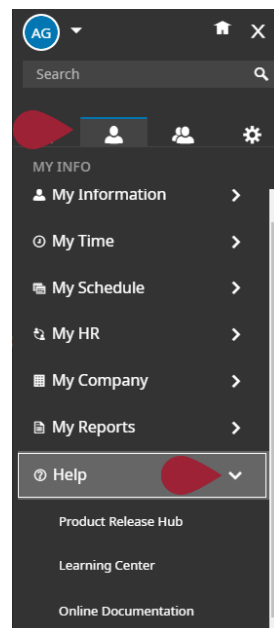 AG
X
Search
MY INFO
My Information
My Time
My Schedule
My HR
My Company
My Reports
Help
Product Release Hub
Learning Center
Online Documentation